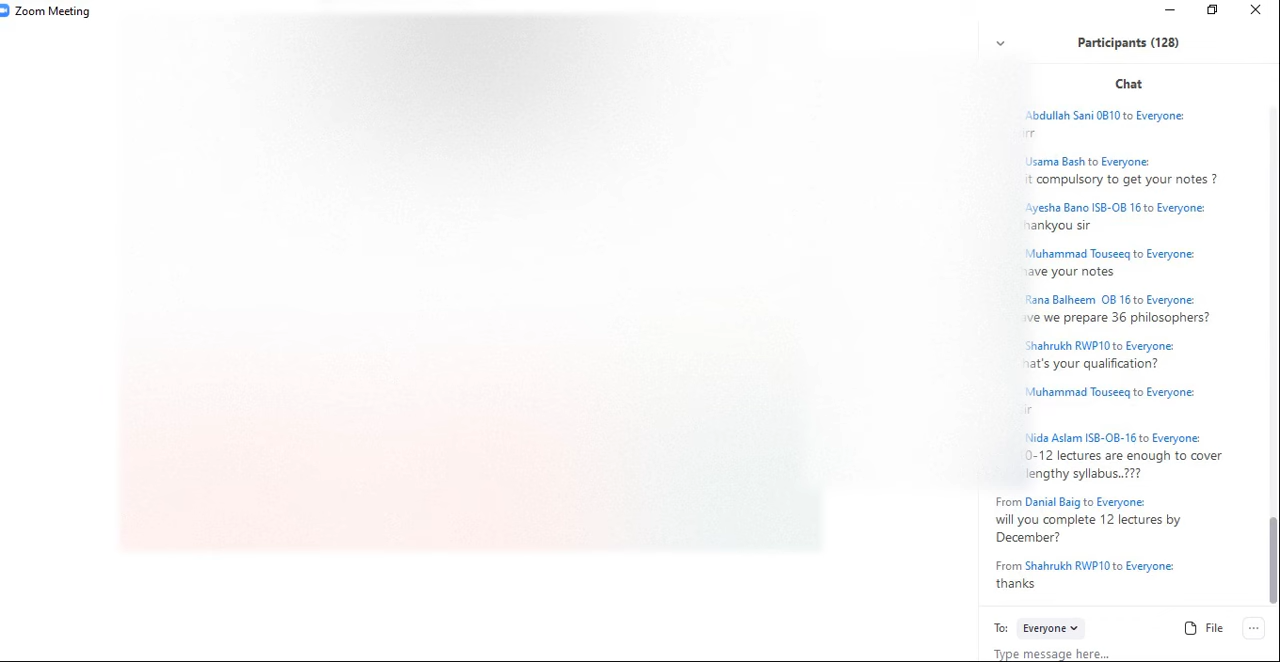 Zoom Meeting
Participants (128)
Chat
Abdullah Sani 0B10 to Everyone:
Usama Bash to Everyone:
it compulsory to get your notes ?
Ayesha Bano ISB-OB 16 to Everyone:
hankyou sir
Muhammad Touseeq to Everyone:
have your notes
Rana Balheem OB 16 to Everyone:
ave we prepare 36 philosophers?
Shahrukh RWP10 to Everyone:
hat's your qualification?
Muhammad Touseeq to Everyone:
Nida Aslam ISB-OB-16 to Everyone:
0-12 lectures are enough to cover
lengthy syllabus..???
From Danial Baig to Everyone:
will you complete 12 lectures by
December?
From Shahrukh RWP10 to Everyone:
thanks
To: Everyone File
Type message here...